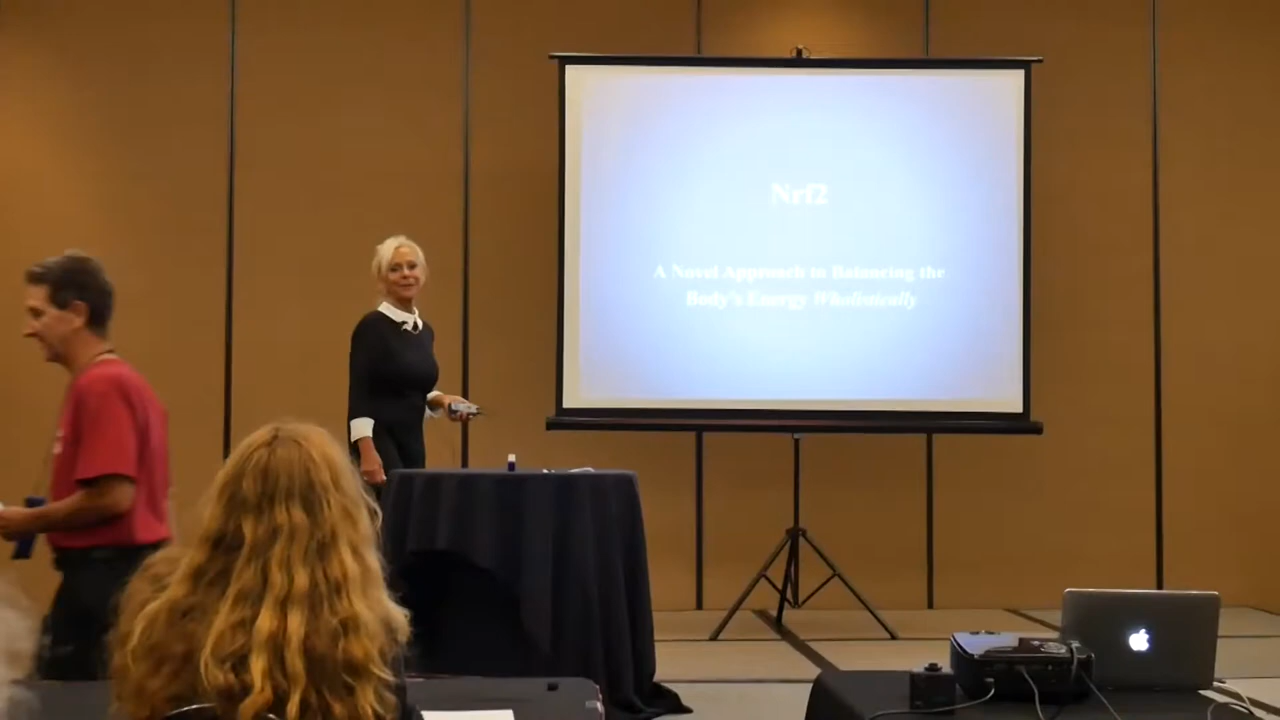 Nrf2
A Novel Approach to Balancing the
Body's Energy Wholistically